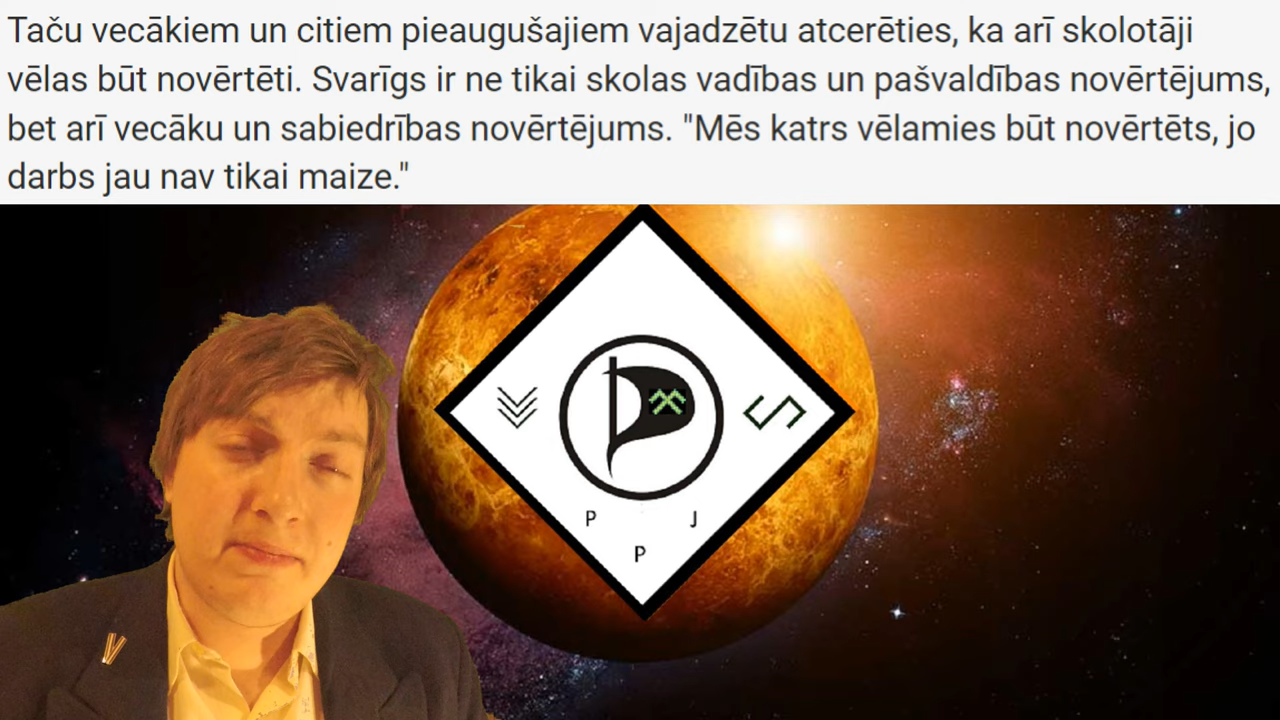 Taču vecākiem un citiem pieaugušajiem vajadzētu atcerēties, ka arī skolotāji
vēlas būt novērtēti. Svarīgs ir ne tikai skolas vadības un pašvaldības novērtējums,
bet arī vecāku un sabiedrības novērtējums. "Mēs katrs vēlamies būt novērtēts, jo
darbs jau nav tikai maize."
P J
P